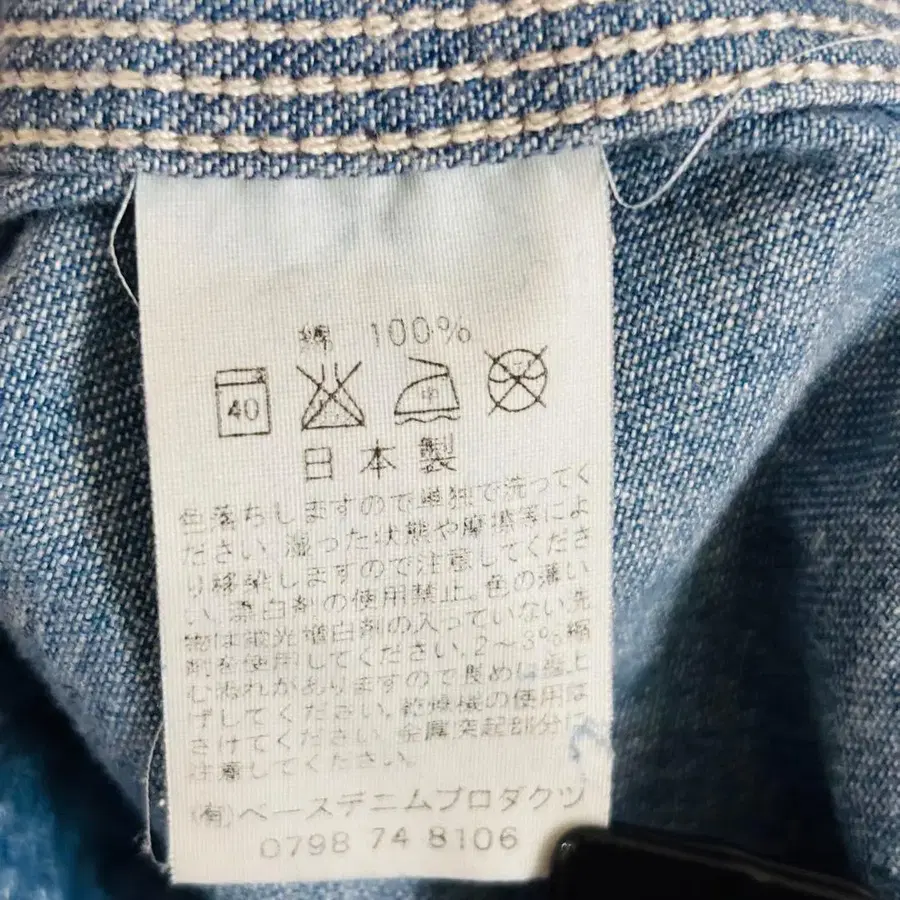 綿 100%
40
中
日本製
色落ちしますので単独で洗ってく
ださい。湿った状態や摩擦等によ
り移染しますので注意してくださ
い。漂白剤の使用禁止。色の薄い
物は蛍光増白剤の入っていない洗
剤を使用してください。2〜3%縮
む恐れがありますので長めに裾上
げしてください。乾燥機の使用は
さけてください。金属突起部分に
注意してください。
(有)ベースデニムプロダクツ
0798 74 8106